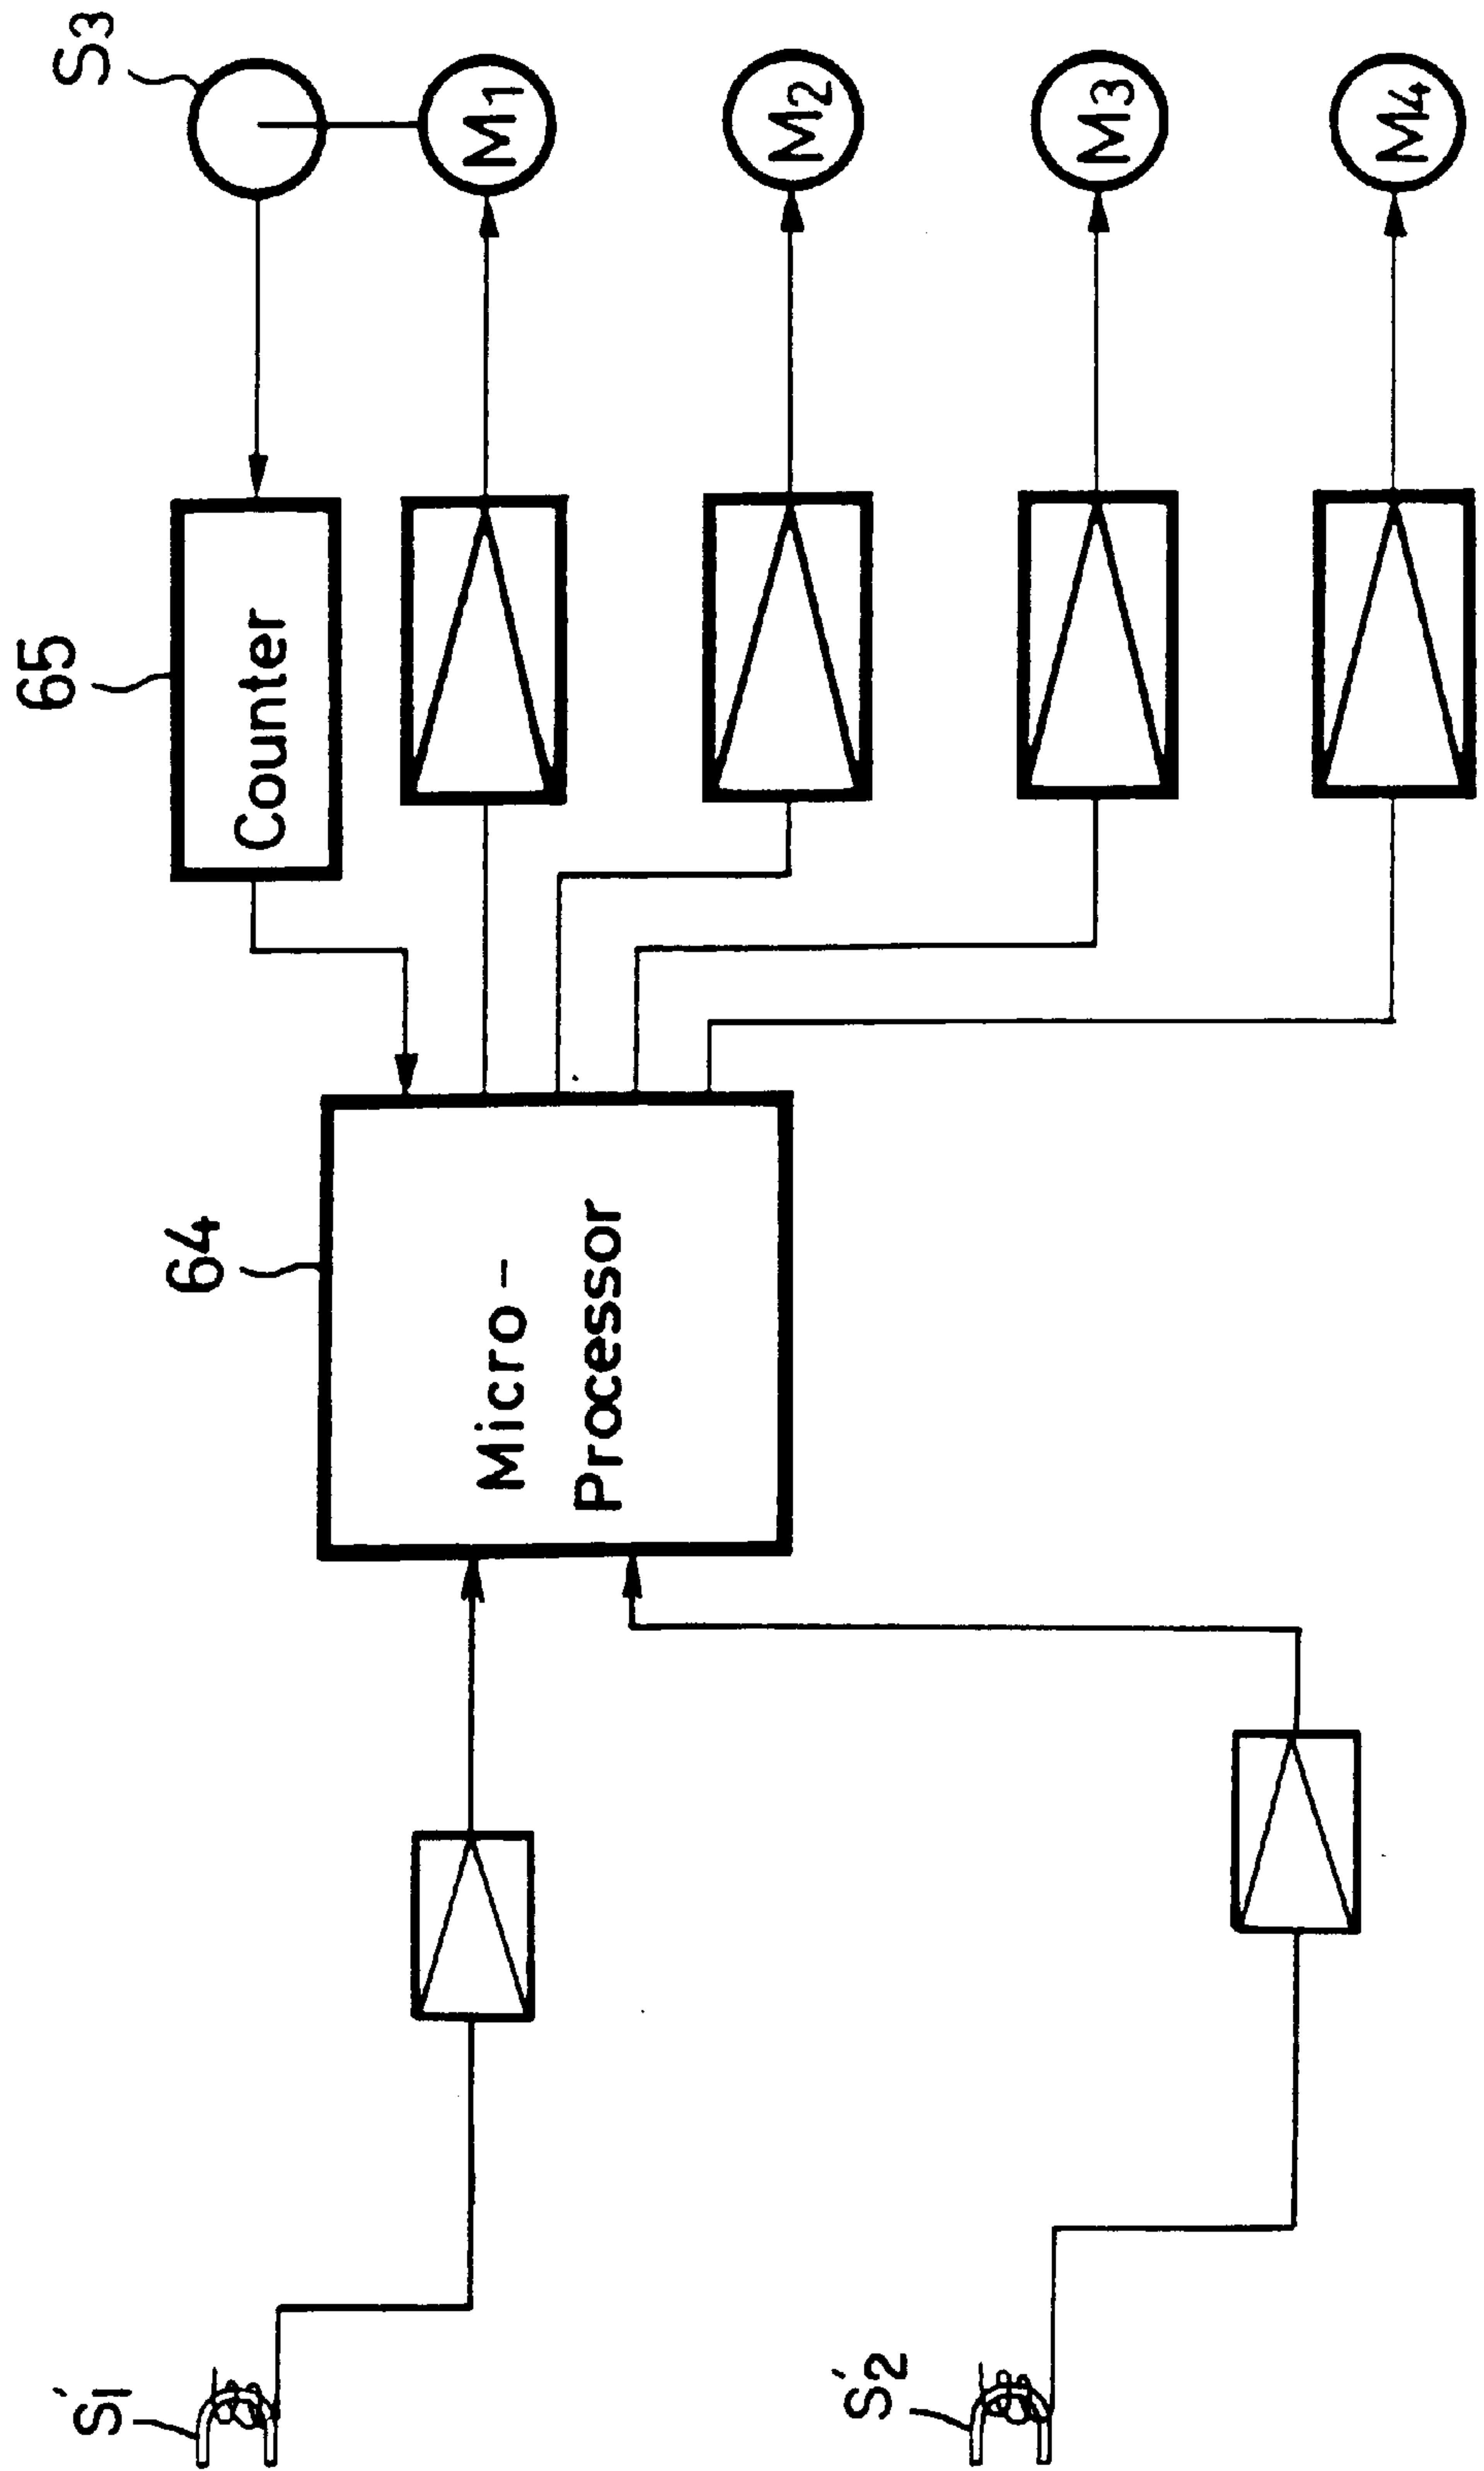 S'1
S'2
64
Micro-
Processor
65
Counter
S3
M1
M2
M3
M4